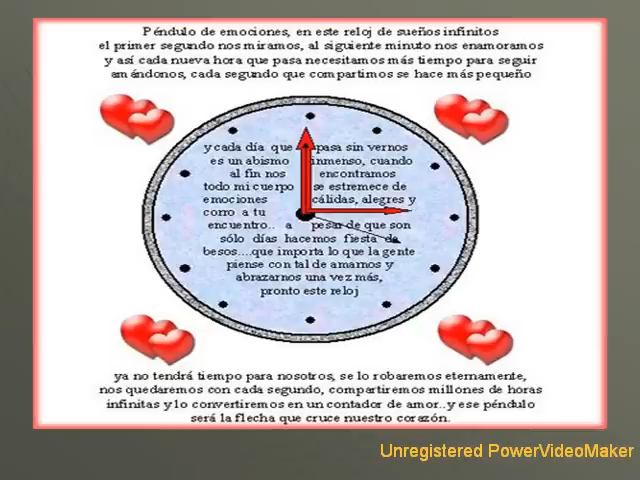 Péndulo de emociones, en este reloj de sueños infinitos
el primer segundo nos miramos, al siguiente minuto nos enamoramos
y así cada nueva hora que pasa necesitamos más tiempo para seguir
amándonos, cada segundo que compartimos se hace más pequeño
y cada día que pasa sin vernos
es un abismo inmenso, cuando
al fin nos encontramos
todo mi cuerpo se estremece de
emociones cálidas, alegres y
corro a tu
encuentro.. a pesar de que son
sólo días hacemos fiesta de
besos....que importa lo que la gente
piense con tal de amarnos y
abrazarnos una vez más,
pronto este reloj
ya no tendrá tiempo para nosotros, se lo robaremos eternamente,
nos quedaremos con cada segundo, compartiremos millones de horas
infinitas y lo convertiremos en un contador de amor..y ese péndulo
será la flecha que cruce nuestro corazón.
Unregistered PowerVideoMaker